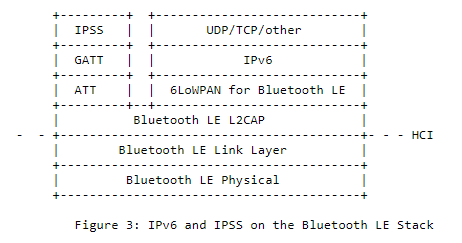 IPSS UDP/TCP/other
GATT IPv6
ATT 6LoWPAN for Bluetooth LE
Bluetooth LE L2CAP
- - - - - HCI
Bluetooth LE Link Layer
Bluetooth LE Physical
Figure 3: IPv6 and IPSS on the Bluetooth LE Stack